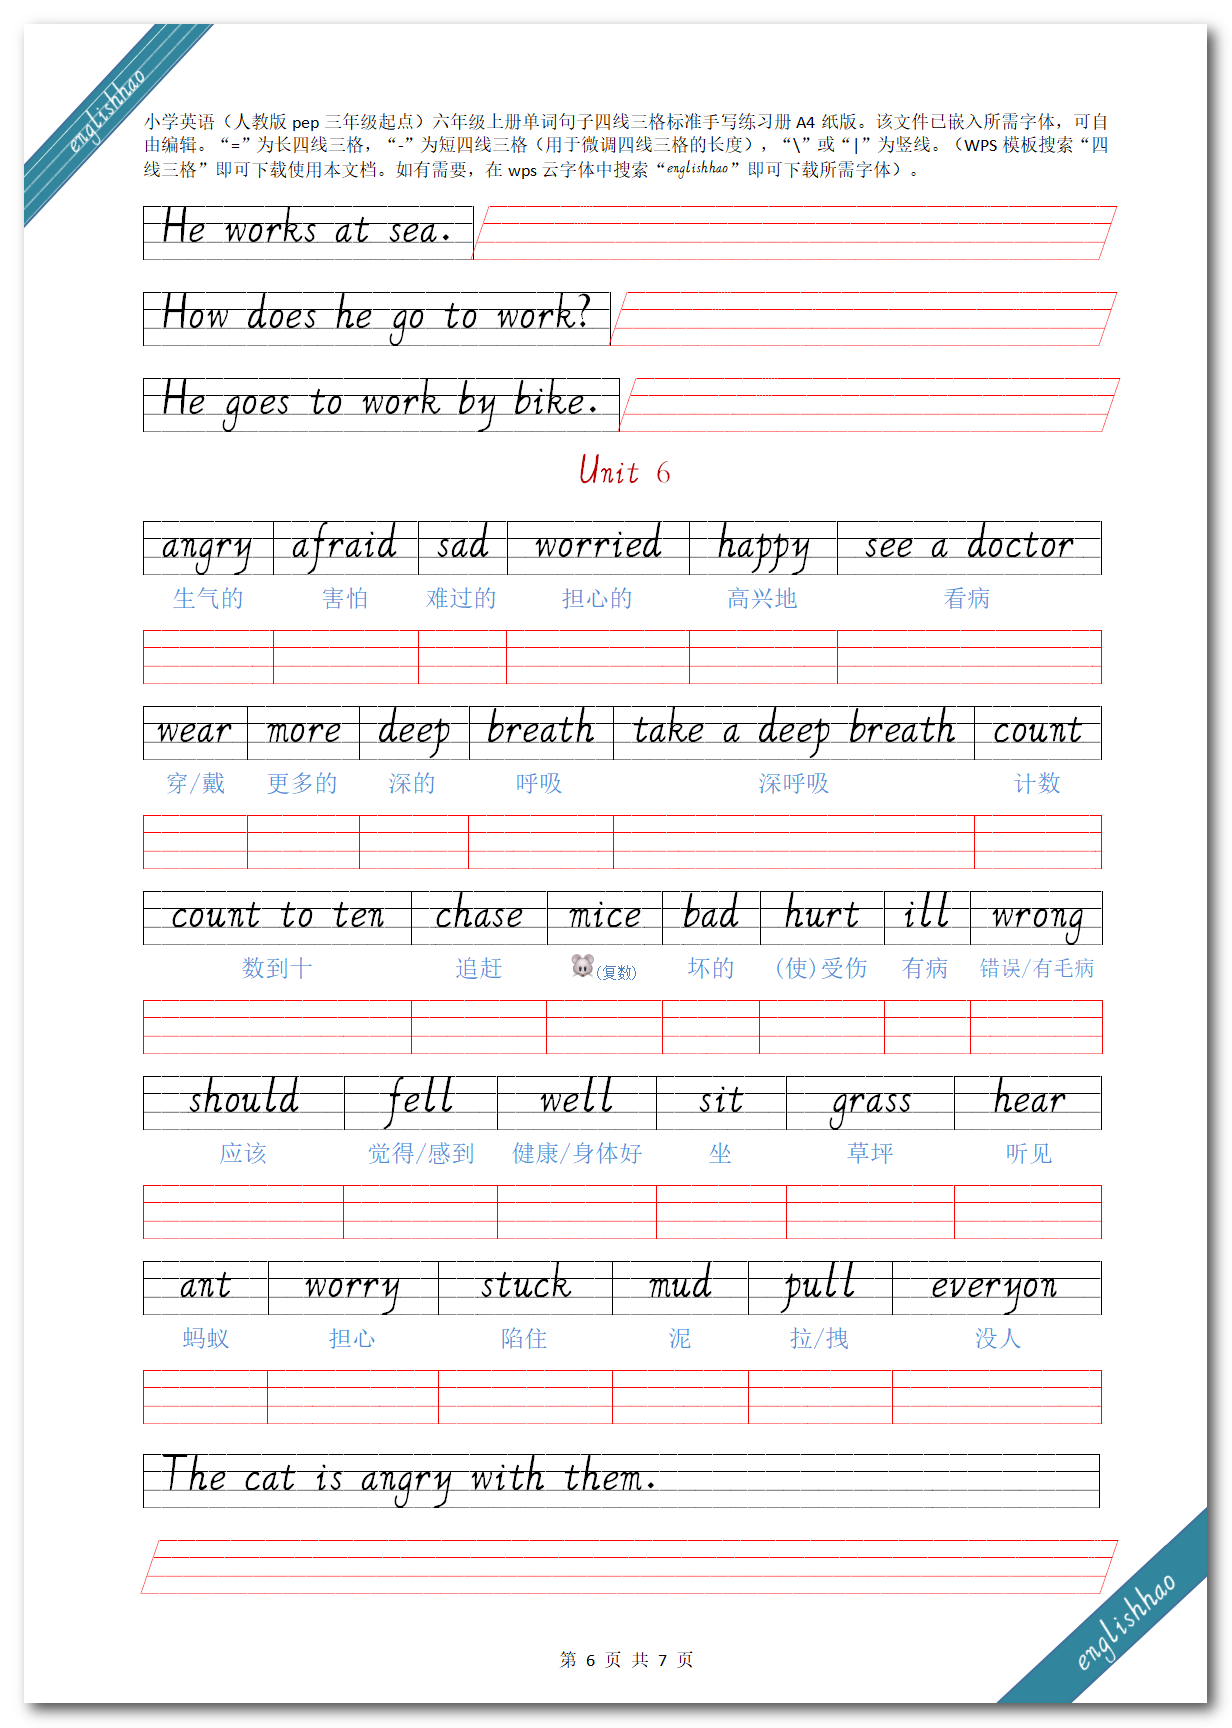 englishhao
小学英语（人教版 pep 三年级起点）六年级上册单词句子四线三格标准手写练习册 A4 纸版。该文件已嵌入所需字体，可自
由编辑。“=”为长四线三格，“-”为短四线三格（用于微调四线三格的长度），“\”或“|”为竖线。（WPS 模板搜索“四
线三格”即可下载使用本文档。如有需要，在 wps 云字体中搜索“englishhao”即可下载所需字体）。
He works at sea.
How does he go to work?
He goes to work by bike.
Unit 6
angry afraid sad worried happy see a doctor
生气的 害怕 难过的 担心的 高兴地 看病
wear more deep breath take a deep breath count
穿/戴 更多的 深的 呼吸 深呼吸 计数
count to ten chase mice bad hurt ill wrong
数到十 追赶 (复数) 坏的 (使)受伤 有病 错误/有毛病
should fell well sit grass hear
应该 觉得/感到 健康/身体好 坐 草坪 听见
ant worry stuck mud pull everyon
蚂蚁 担心 陷住 泥 拉/拽 没人
The cat is angry with them.
第 6 页 共 7 页
englishhao